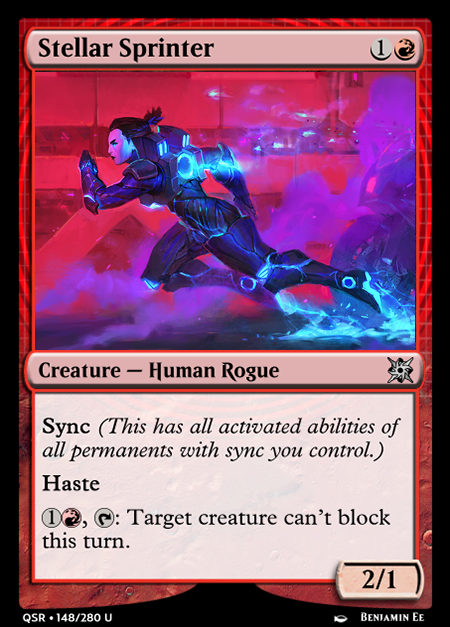 Stellar Sprinter 1
Creature — Human Rogue
Sync (This has all activated abilities of
all permanents with sync you control.)
Haste
1, : Target creature can't block
this turn.
2/1
QSR • 148/280 U Benjamin Ee